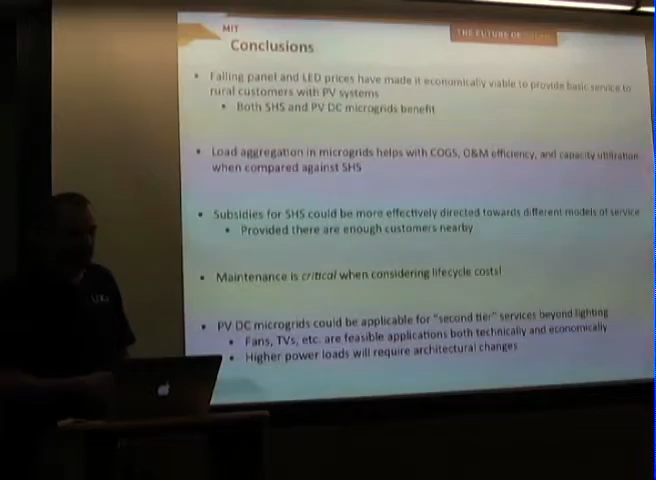 MIT
THE FUTURE OF
Conclusions
• Falling panel and LED prices have made it economically viable to provide basic service to
rural customers with PV systems
• Both SHS and PV DC microgrids benefit
• Load aggregation in microgrids helps with COGS, O&M efficiency, and capacity utilization
when compared against SHS
• Subsidies for SHS could be more effectively directed towards different models of service
• Provided there are enough customers nearby
• Maintenance is critical when considering lifecycle costs!
• PV DC microgrids could be applicable for "second tier" services beyond lighting
• Fans, TVs, etc. are feasible applications both technically and economically
• Higher power loads will require architectural changes